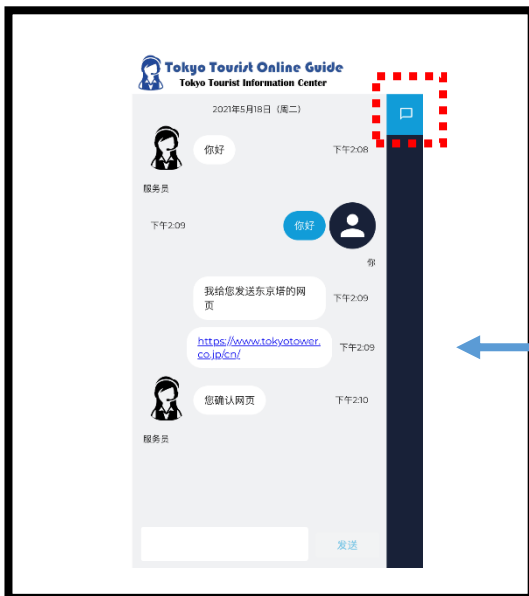 Tokyo Tourist Online Guide
Tokyo Tourist Information Center
2021年5月18日（周二）
你好
下午2:08
服务员
下午2:09
你好
你
我给您发送东京塔的网
页
下午2:09
https://www.tokyotower.
co.jp/cn/
下午2:09
您确认网页
下午2:10
服务员
发送